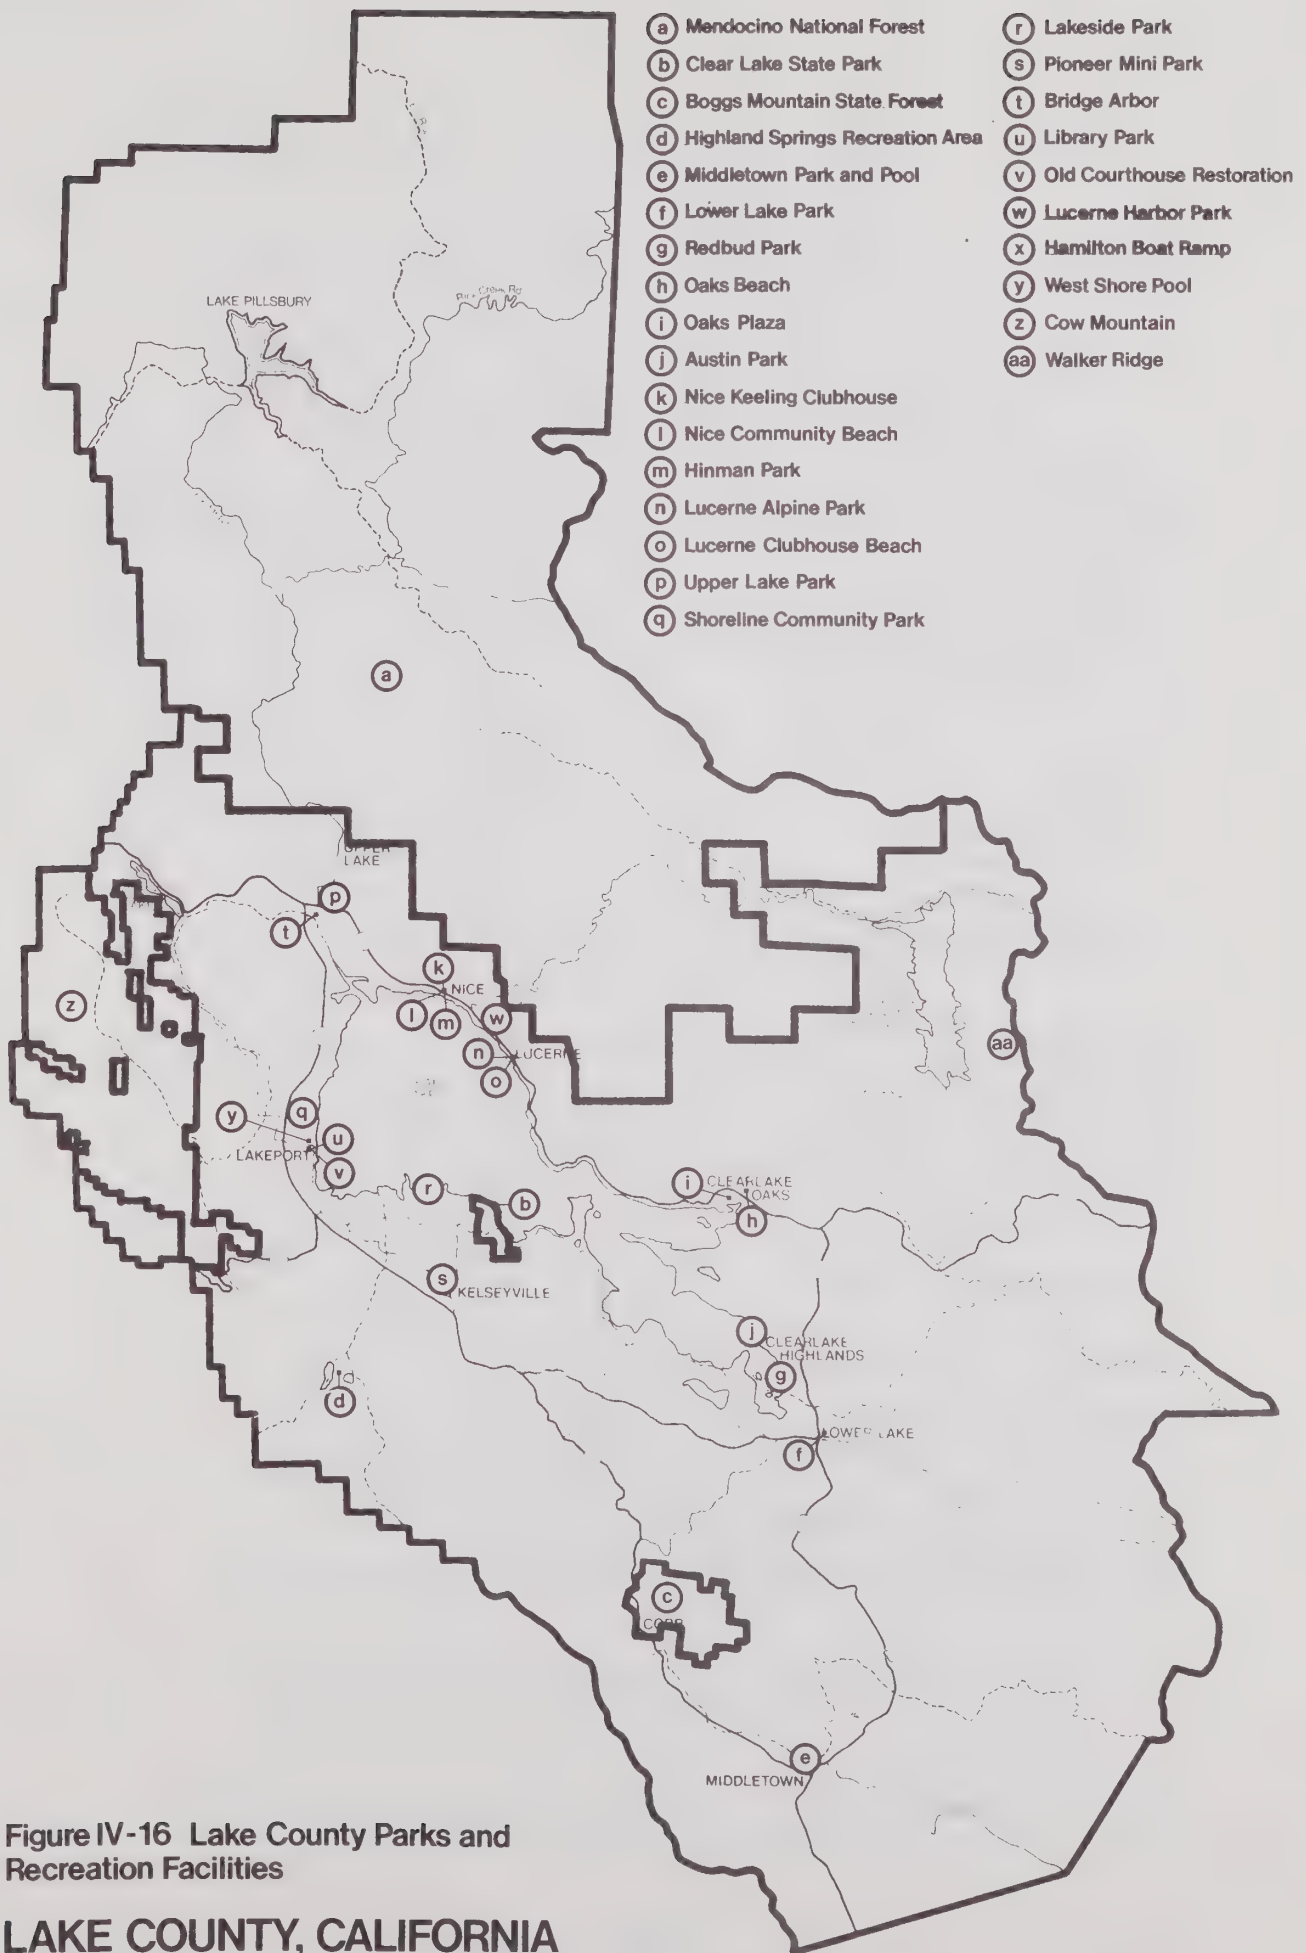 a Mendocino National Forest
b Clear Lake State Park
c Boggs Mountain State Forest
d Highland Springs Recreation Area
e Middletown Park and Pool
f Lower Lake Park
g Redbud Park
h Oaks Beach
i Oaks Plaza
j Austin Park
k Nice Keeling Clubhouse
l Nice Community Beach
m Hinman Park
n Lucerne Alpine Park
o Lucerne Clubhouse Beach
p Upper Lake Park
q Shoreline Community Park
r Lakeside Park
s Pioneer Mini Park
t Bridge Arbor
u Library Park
v Old Courthouse Restoration
w Lucerne Harbor Park
x Hamilton Boat Ramp
y West Shore Pool
z Cow Mountain
aa Walker Ridge
LAKE PILLSBURY
a
UPPER
LAKE
p
t
k
NICE
z
l
m
w
aa
n
LUCERNE
o
y
q
u
LAKEPORT
v
r
b
i
CLEARLAKE
OAKS
h
s
KELSEYVILLE
j
CLEARLAKE
HIGHLANDS
g
d
LOWER LAKE
f
c
COBB
e
MIDDLETOWN
Figure IV-16 Lake County Parks and
Recreation Facilities
LAKE COUNTY, CALIFORNIA